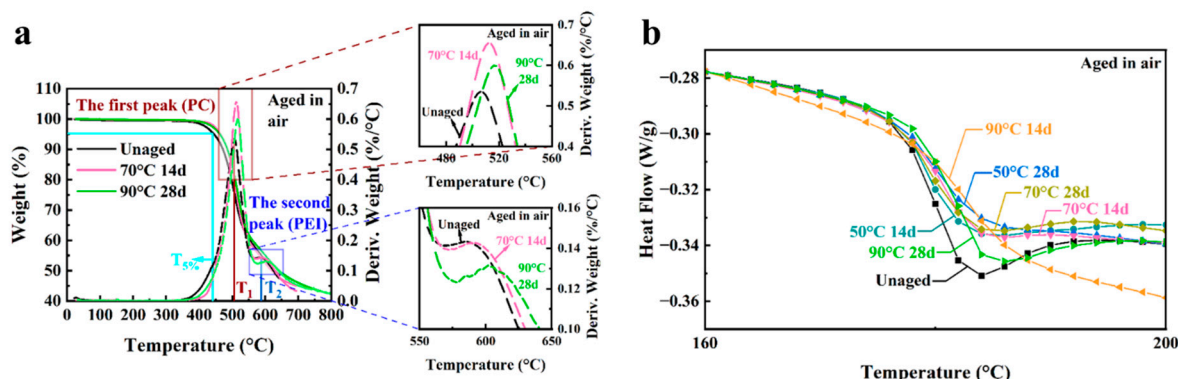 a
110
100
90
80
70
60
50
40
Weight (%)
The first peak (PC)
Aged in
air
Unaged
70°C 14d
90°C 28d
The second
peak (PEI)
T5%
T1
T2
0.7
0.6
0.5
0.4
0.3
0.2
0.1
0.0
Deriv. Weight (%/°C)
0 100 200 300 400 500 600 700 800
Temperature (°C)
Aged in air
70°C 14d
90°C
28d
Unaged
0.7
0.6
0.5
0.4
Deriv. Weight (%/°C)
480 520 560
Temperature (°C)
Aged in air
Unaged
70°C 14d
90°C
28d
0.16
0.14
0.12
0.10
Deriv. Weight (%/°C)
550 600 650
Temperature (°C)
b
Aged in air
−0.28
−0.30
−0.32
−0.34
−0.36
Heat Flow (W/g)
90°C 14d
50°C 28d
70°C 28d
70°C 14d
50°C 14d
90°C 28d
Unaged
160 200
Temperature (°C)